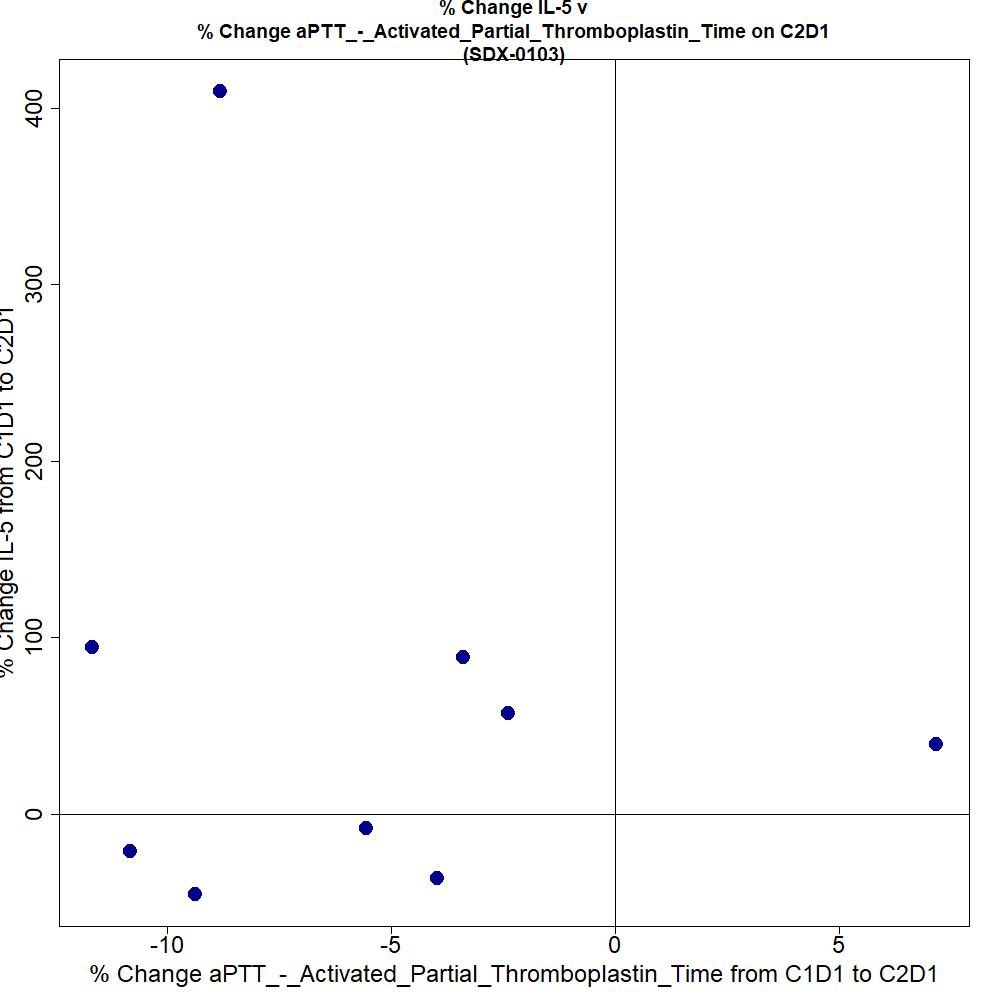 % Change IL-5 v
% Change aPTT_-_Activated_Partial_Thromboplastin_Time on C2D1
(SDX-0103)
% Change IL-5 from C1D1 to C2D1
400
300
200
100
0
-10
-5
0
5
% Change aPTT_-_Activated_Partial_Thromboplastin_Time from C1D1 to C2D1